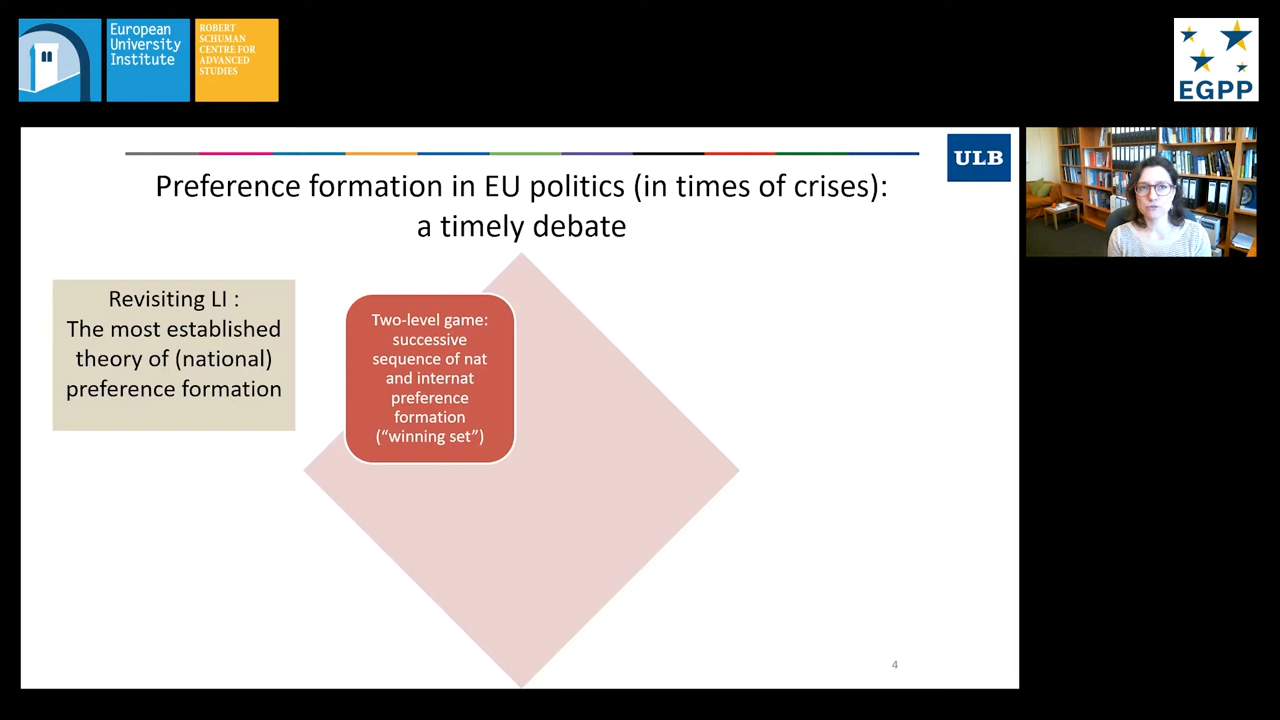 European
University
Institute
ROBERT
SCHUMAN
CENTRE FOR
ADVANCED
STUDIES
EGPP
ULB
Preference formation in EU politics (in times of crises):
a timely debate
Revisiting LI :
The most established
theory of (national)
preference formation
Two-level game:
successive
sequence of nat
and internat
preference
formation
(“winning set”)
4